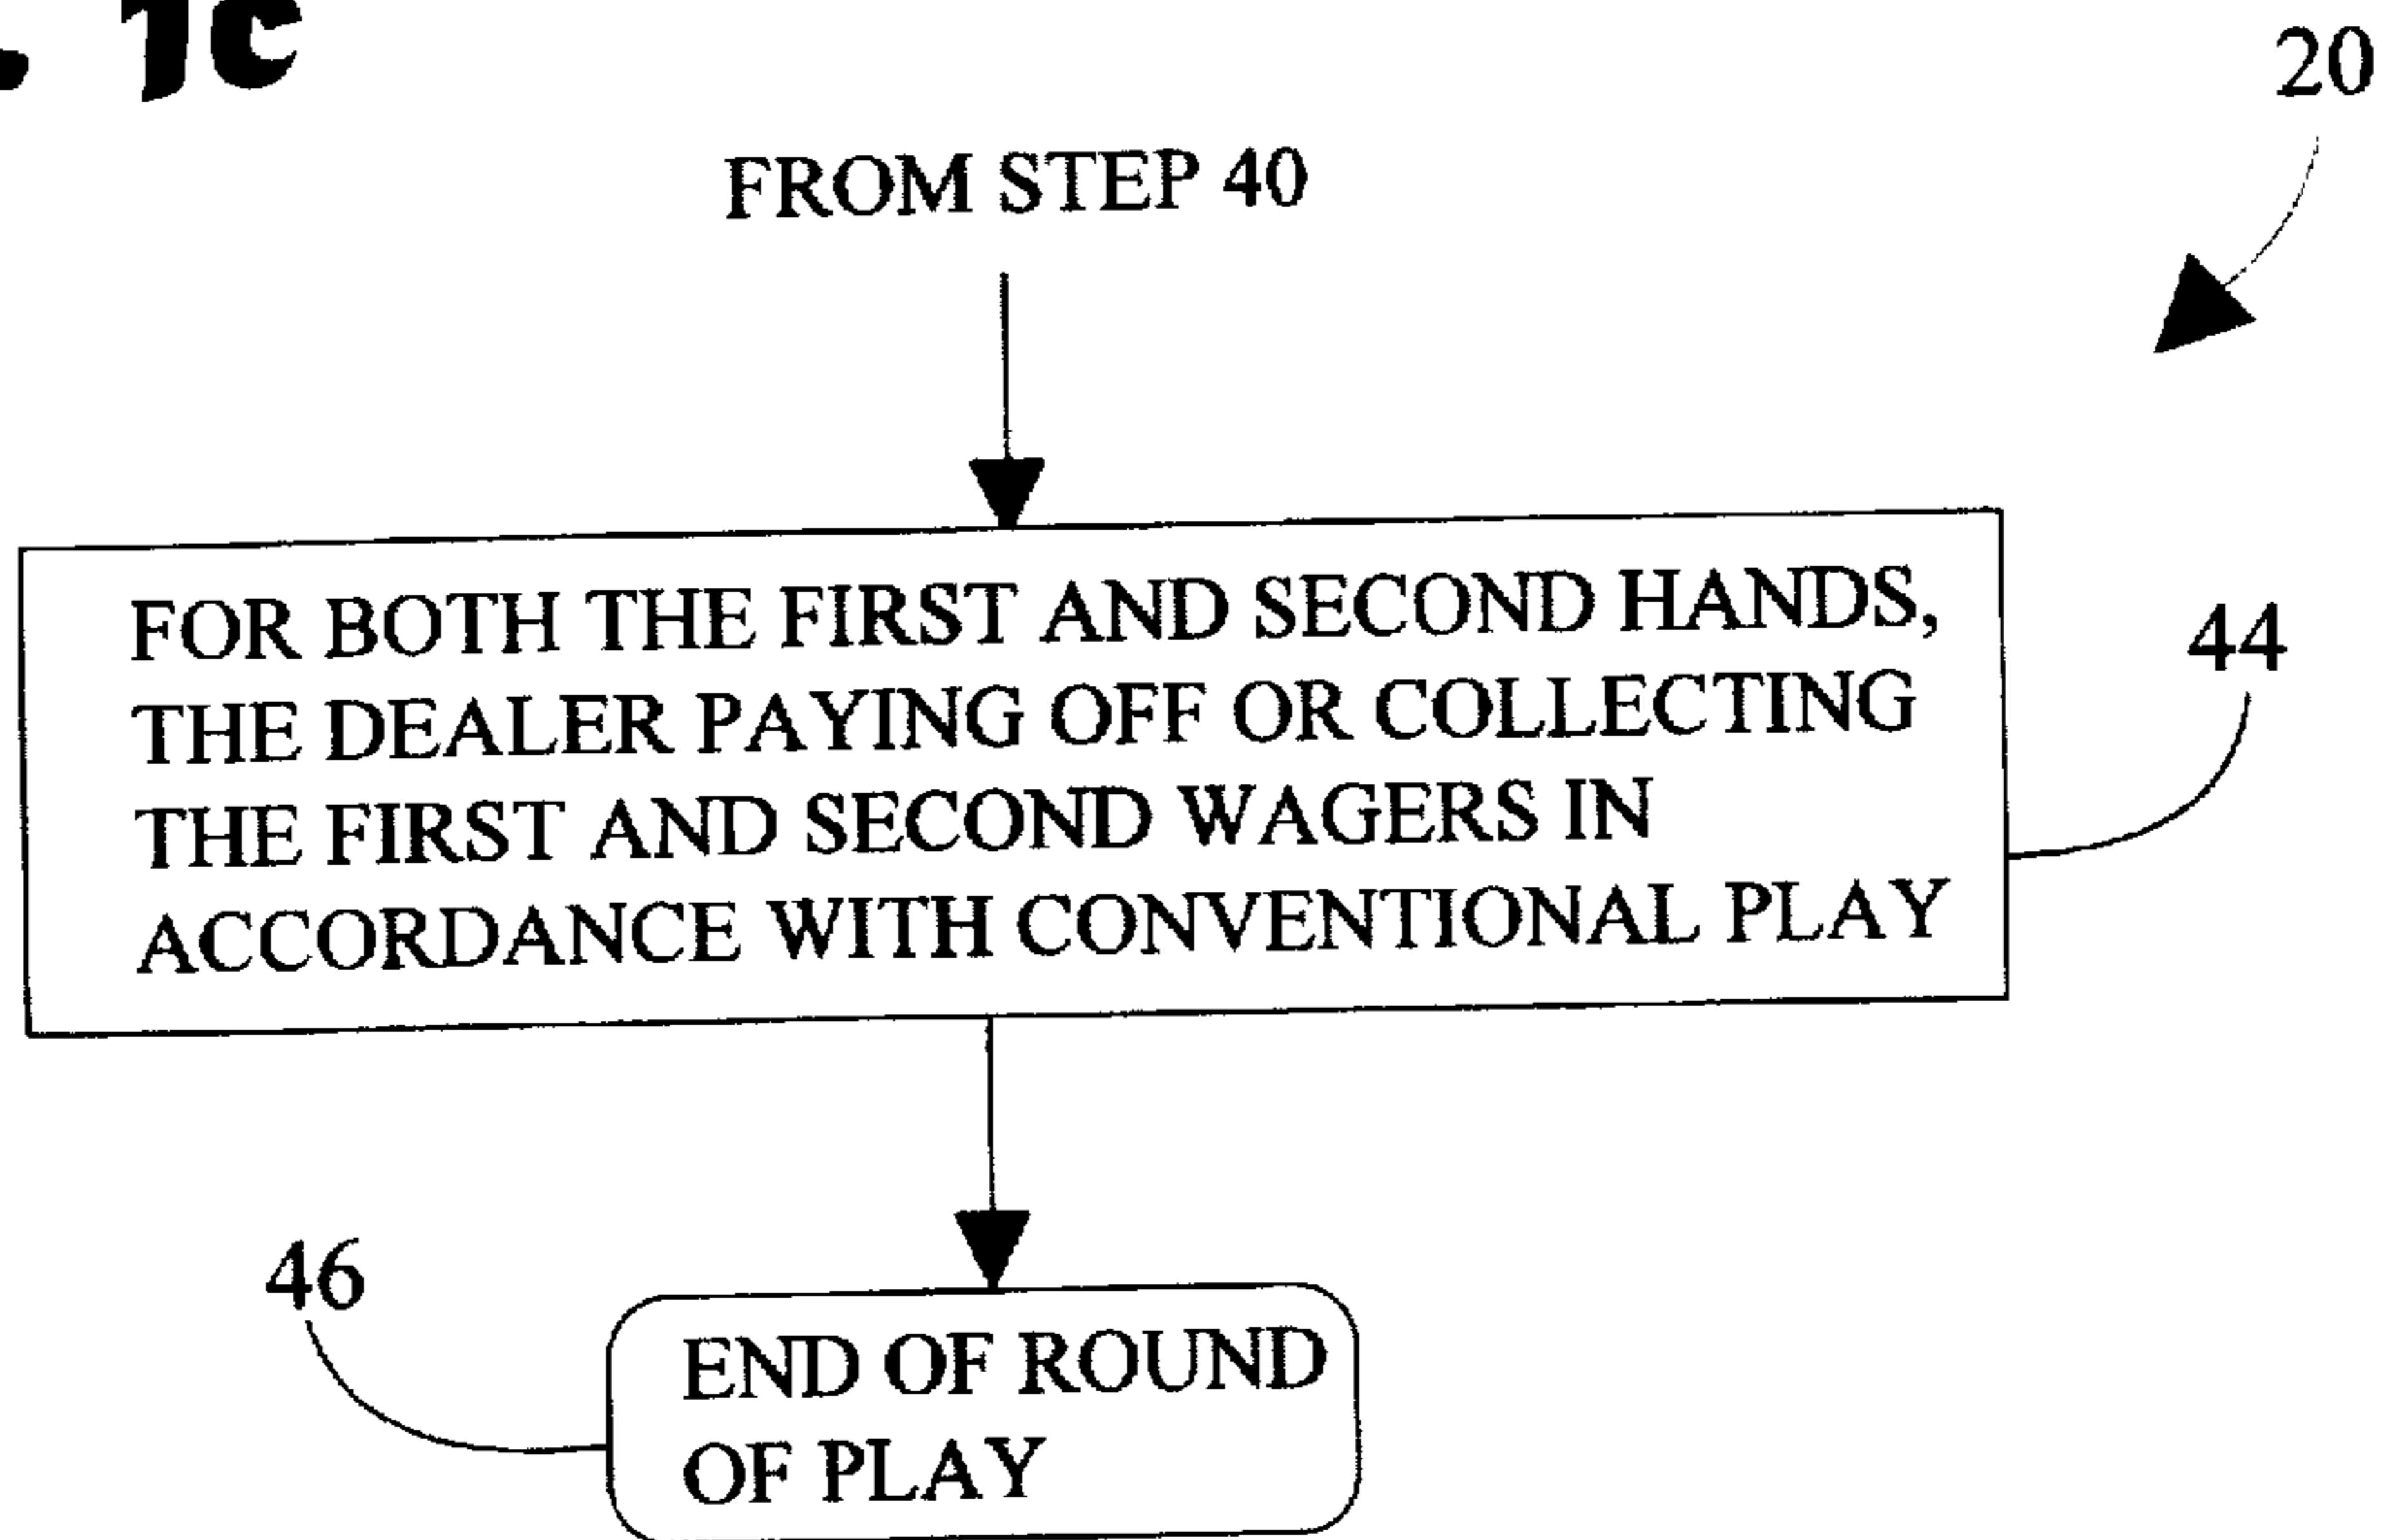 . 1c
20
FROM STEP 40
FOR BOTH THE FIRST AND SECOND HANDS,
THE DEALER PAYING OFF OR COLLECTING
THE FIRST AND SECOND WAGERS IN
ACCORDANCE WITH CONVENTIONAL PLAY
44
46
END OF ROUND
OF PLAY